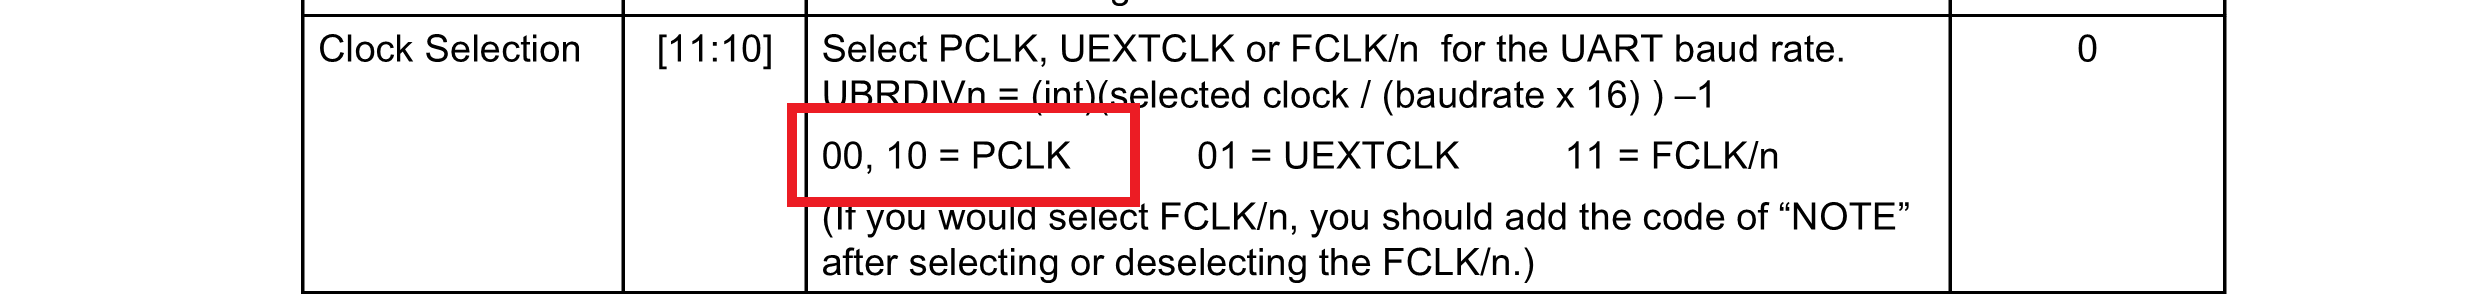 Clock Selection
[11:10]
Select PCLK, UEXTCLK or FCLK/n for the UART baud rate.
UBRDIVn = (int)(selected clock / (baudrate x 16) ) –1
00, 10 = PCLK 01 = UEXTCLK 11 = FCLK/n
(If you would select FCLK/n, you should add the code of “NOTE”
after selecting or deselecting the FCLK/n.)
0